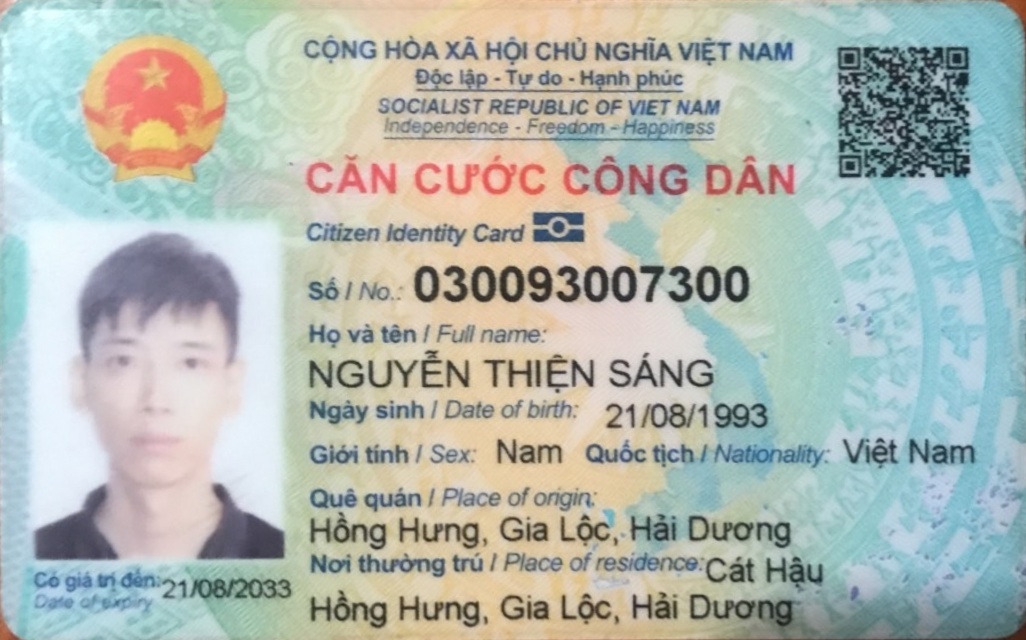 CỘNG HÒA XÃ HỘI CHỦ NGHĨA VIỆT NAM
Độc lập - Tự do - Hạnh phúc
SOCIALIST REPUBLIC OF VIET NAM
Independence - Freedom - Happiness
CĂN CƯỚC CÔNG DÂN
Citizen Identity Card
Số / No.: 030093007300
Họ và tên / Full name:
NGUYỄN THIỆN SÁNG
Ngày sinh / Date of birth: 21/08/1993
Giới tính / Sex: Nam Quốc tịch / Nationality: Việt Nam
Quê quán / Place of origin:
Hồng Hưng, Gia Lộc, Hải Dương
Nơi thường trú / Place of residence: Cát Hậu
Hồng Hưng, Gia Lộc, Hải Dương
Có giá trị đến: 21/08/2033
Date of expiry